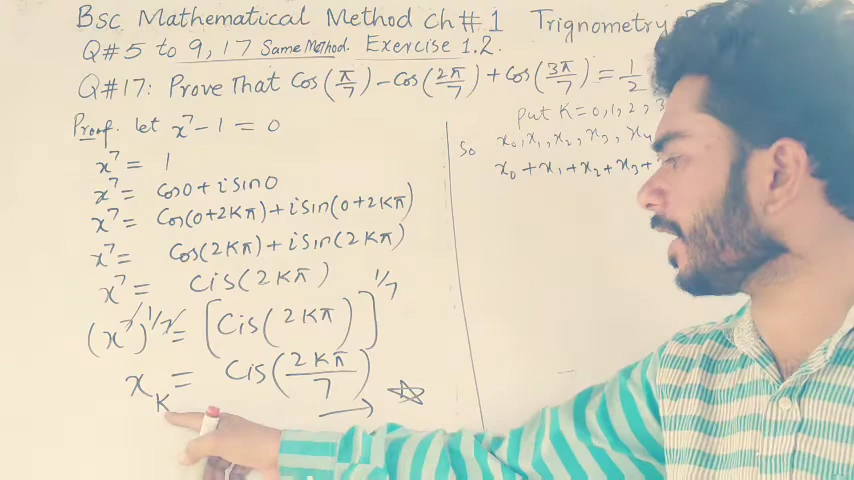 Bsc Mathematical Method Ch#1 Trignometry
Q#5 to 9,17 Same Method. Exercise 1.2.
Q#17: Prove That Cos(π/7) - Cos(2π/7) + Cos(3π/7) = 1/2
Proof. let x⁷ - 1 = 0
x⁷ = 1
x⁷ = Cos0 + i Sin0
x⁷ = Cos(0+2Kπ) + i Sin(0+2Kπ)
x⁷ = Cos(2Kπ) + i Sin(2Kπ)
x⁷ = Cis(2Kπ)
(x⁷)^1/7 = [Cis(2Kπ)]^1/7
x_K = Cis(2Kπ/7) → ☆
Put K = 0, 1, 2, 3
So x₀, x₁, x₂, x₃, x₄
x₀ + x₁ + x₂ + x₃ +